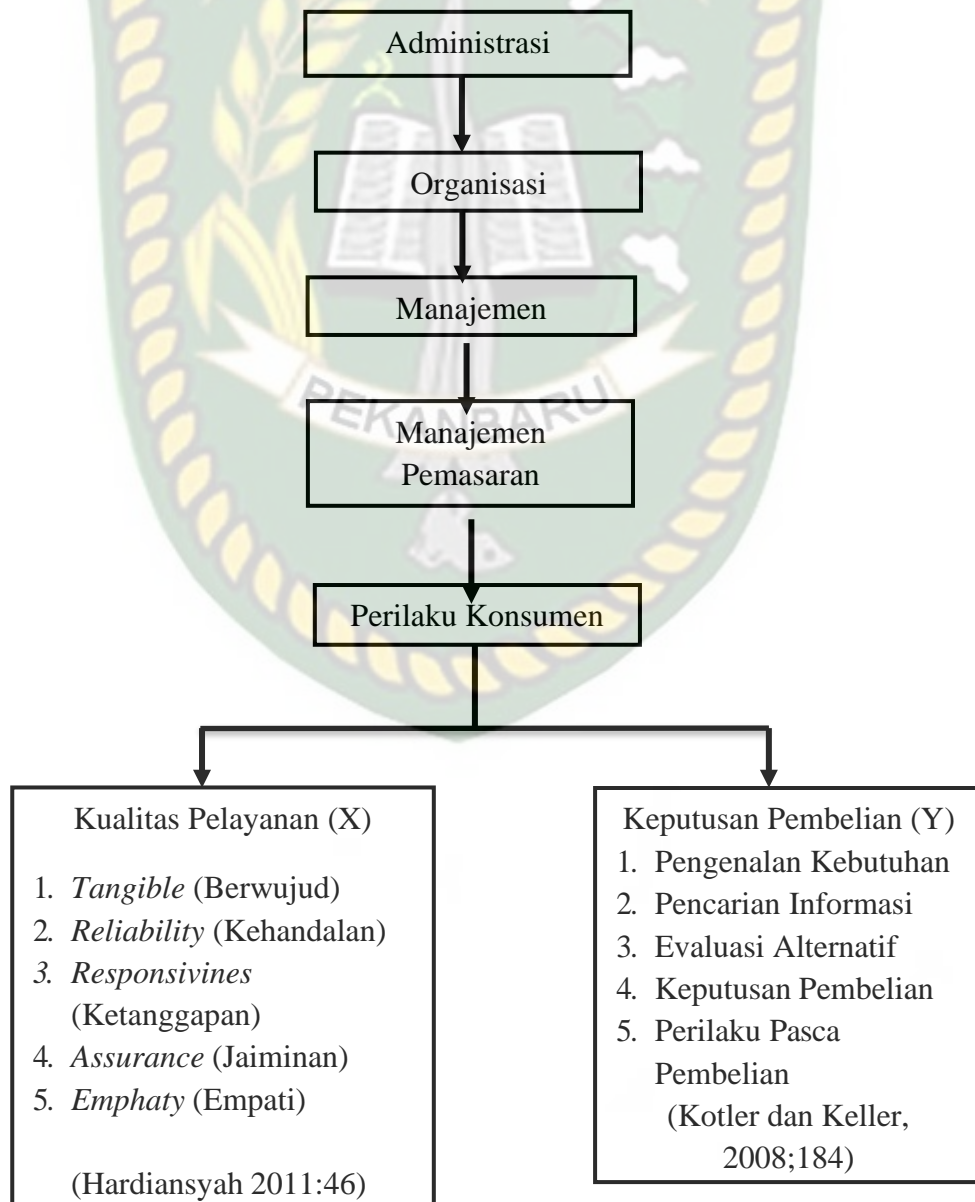 Administrasi
Organisasi
Manajemen
PEKANBARU
Manajemen
Pemasaran
Perilaku Konsumen
Kualitas Pelayanan (X)
1. Tangible (Berwujud)
2. Reliability (Kehandalan)
3. Responsivines
(Ketanggapan)
4. Assurance (Jaiminan)
5. Emphaty (Empati)
(Hardiansyah 2011:46)
Keputusan Pembelian (Y)
1. Pengenalan Kebutuhan
2. Pencarian Informasi
3. Evaluasi Alternatif
4. Keputusan Pembelian
5. Perilaku Pasca
Pembelian
(Kotler dan Keller,
2008;184)